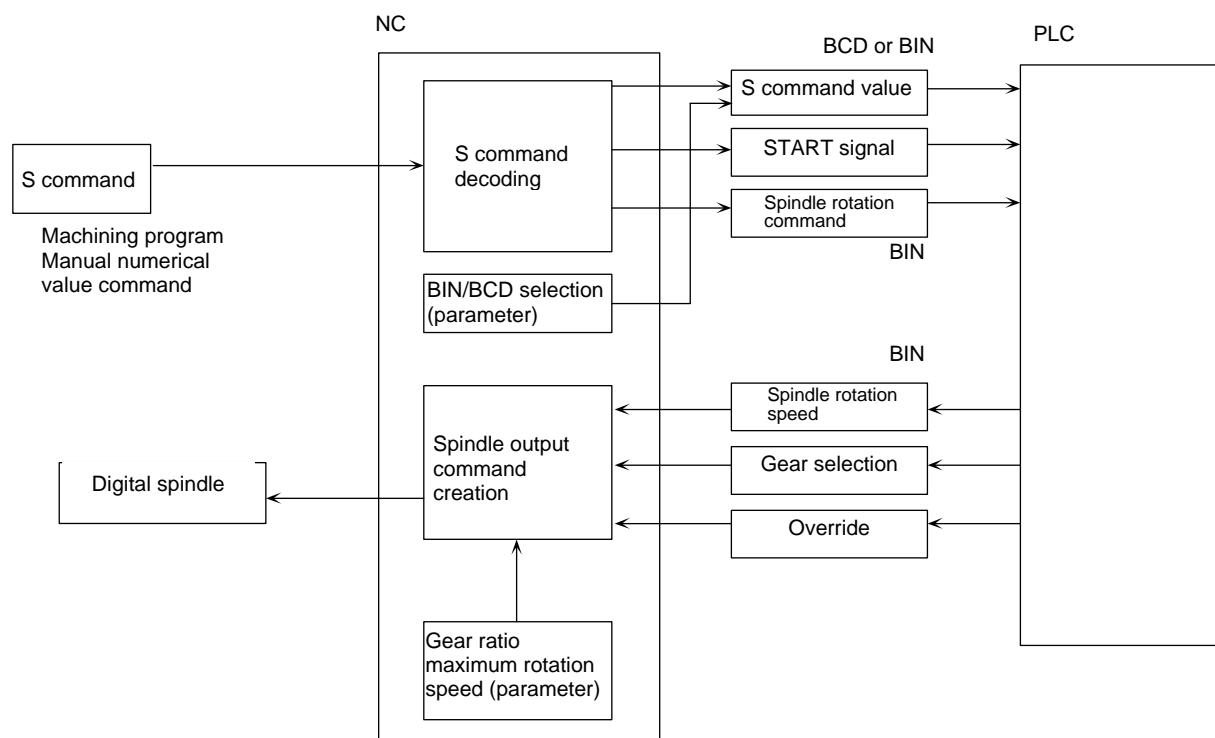 NC
BCD or BIN
PLC
S command value
S command
decoding
START signal
S command
Spindle rotation
command
Machining program
Manual numerical
value command
BIN
BIN/BCD selection
(parameter)
BIN
Spindle rotation
speed
Spindle output
command
creation
Gear selection
Digital spindle
Override
Gear ratio
maximum rotation
speed (parameter)